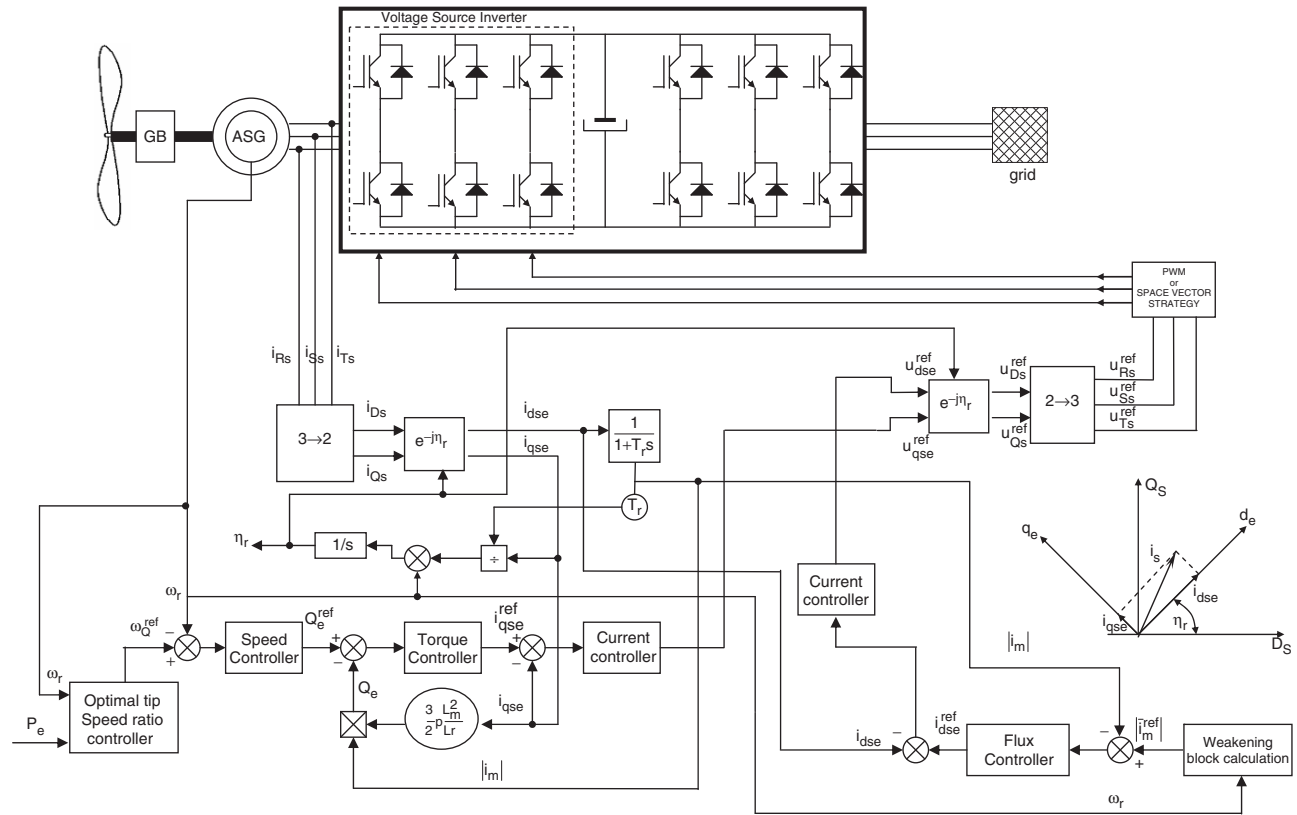 Voltage Source Inverter
GB
ASG
grid
PWM
or
SPACE VECTOR
STRATEGY
i_Rs i_Ss i_Ts
3→2
i_Ds
i_Qs
e^–jη_r
i_dse
i_qse
1
1+T_r s
T_r
u_dse^ref
u_qse^ref
e^–jη_r
u_Ds^ref
u_Qs^ref
2→3
u_Rs^ref
u_Ss^ref
u_Ts^ref
Q_S
q_e
d_e
i_s
i_dse
i_qse
η_r
D_S
η_r
1/s
÷
ω_r
Current
controller
ω_Q^ref
–
+
Speed
Controller
Q_e^ref
+
–
Torque
Controller
i_qse^ref
+
–
Current
controller
Q_e
3/2 p L_m^2/Lr
i_qse
ω_r
P_e
Optimal tip
Speed ratio
controller
|i_m|
|i_m|
i_dse
–
i_dse^ref
Flux
Controller
–
+
|i_m^ref|
Weakening
block calculation
ω_r